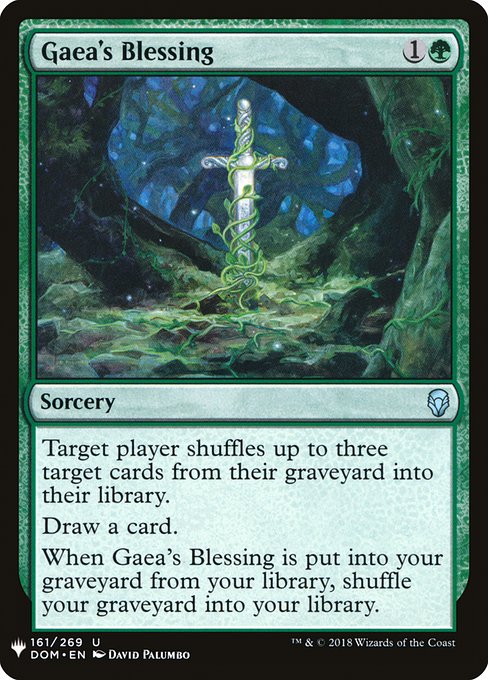 Gaea's Blessing 1
Sorcery
Target player shuffles up to three
target cards from their graveyard into
their library.
Draw a card.
When Gaea's Blessing is put into your
graveyard from your library, shuffle
your graveyard into your library.
161/269 U
DOM • EN David Palumbo
™ & © 2018 Wizards of the Coast